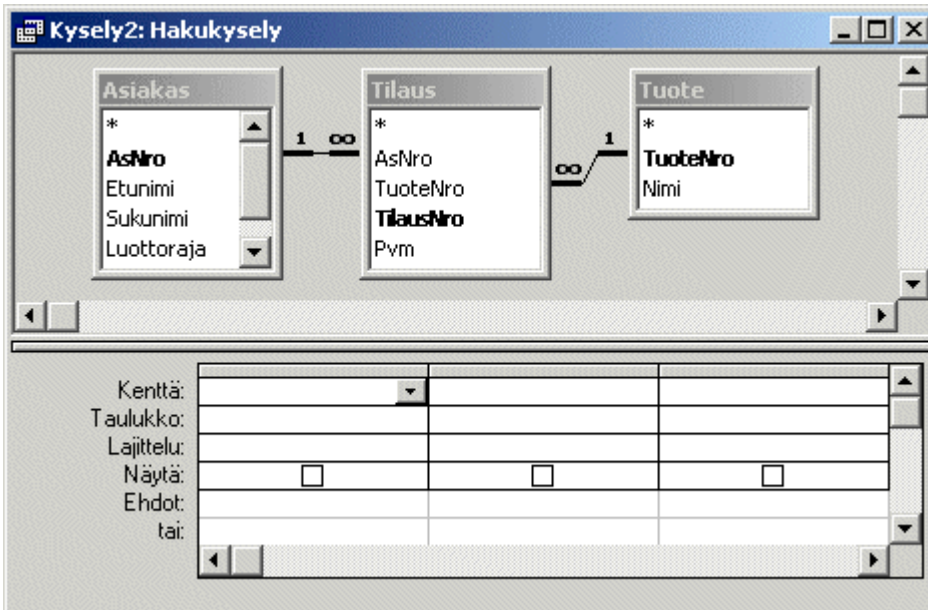 Kysely2: Hakukysely
Asiakas
*
AsNro
Etunimi
Sukunimi
Luottoraja
1 ∞
Tilaus
*
AsNro
TuoteNro
TilausNro
Pvm
∞ 1
Tuote
*
TuoteNro
Nimi
Kenttä:
Taulukko:
Lajittelu:
Näytä:
Ehdot:
tai: